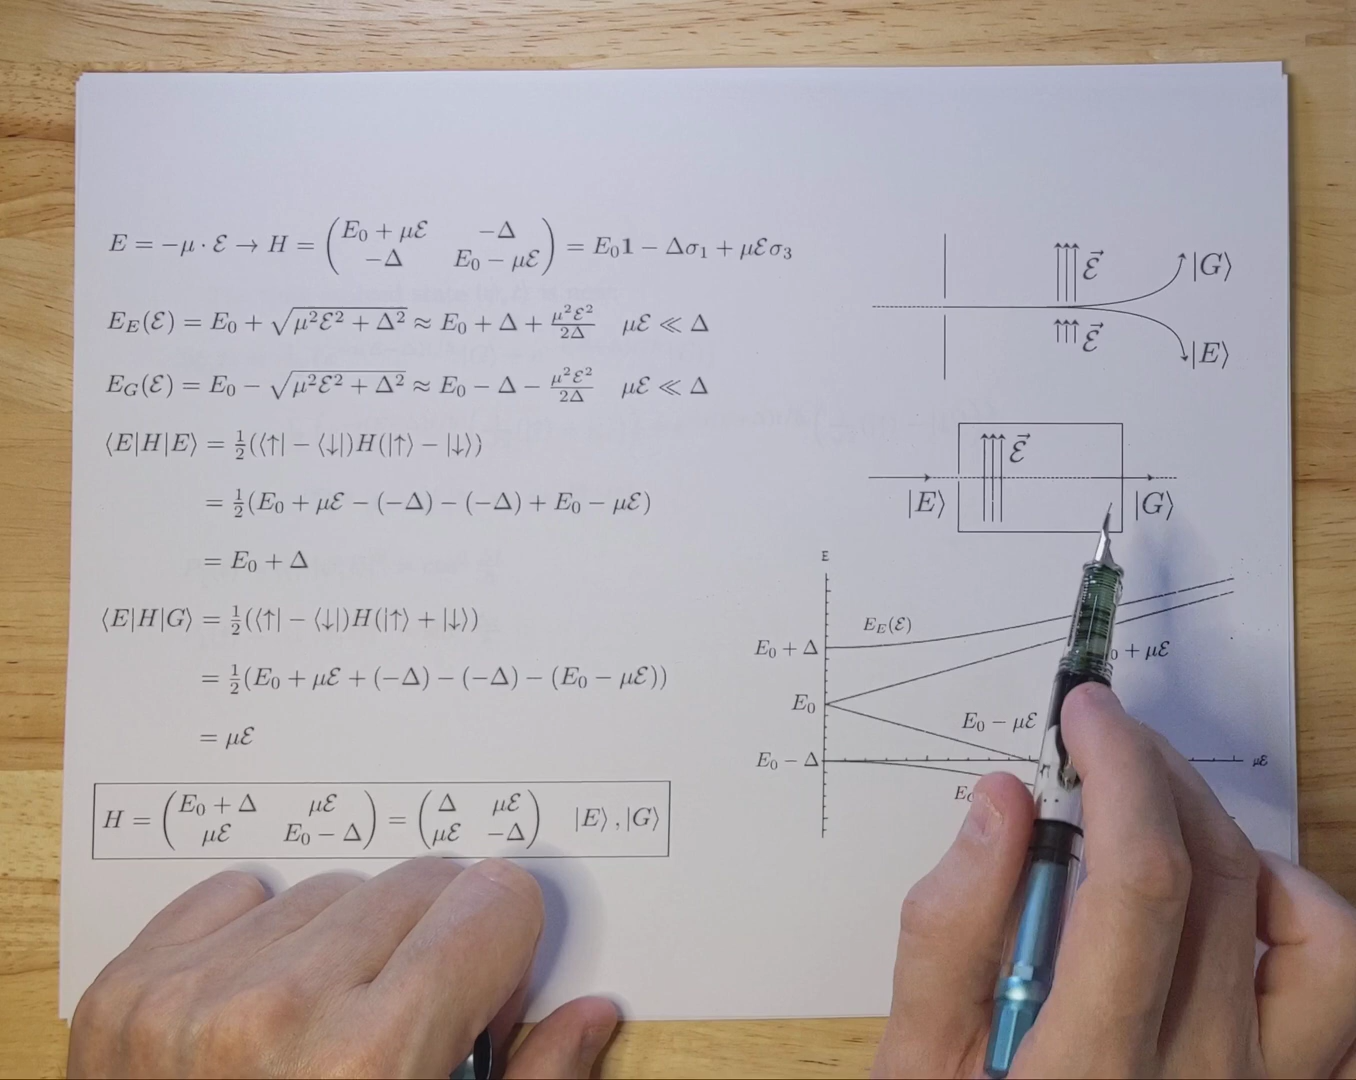 E = −μ · ℰ → H = (E₀ + μℰ −Δ
−Δ E₀ − μℰ) = E₀1 − Δσ₁ + μℰσ₃
E_E(ℰ) = E₀ + √(μ²ℰ² + Δ²) ≈ E₀ + Δ + μ²ℰ²/2Δ μℰ ≪ Δ
E_G(ℰ) = E₀ − √(μ²ℰ² + Δ²) ≈ E₀ − Δ − μ²ℰ²/2Δ μℰ ≪ Δ
⟨E|H|E⟩ = ½(⟨↑| − ⟨↓|)H(|↑⟩ − |↓⟩)
= ½(E₀ + μℰ − (−Δ) − (−Δ) + E₀ − μℰ)
= E₀ + Δ
⟨E|H|G⟩ = ½(⟨↑| − ⟨↓|)H(|↑⟩ + |↓⟩)
= ½(E₀ + μℰ + (−Δ) − (−Δ) − (E₀ − μℰ))
= μℰ
H = (E₀ + Δ μℰ
μℰ E₀ − Δ) = (Δ μℰ
μℰ −Δ) |E⟩ , |G⟩
ℰ⃗ |G⟩
ℰ⃗ |E⟩
ℰ⃗
|E⟩ |G⟩
E
E_E(ℰ)
E₀ + Δ
₀ + μℰ
E₀
E₀ − μℰ
E₀ − Δ
μℰ